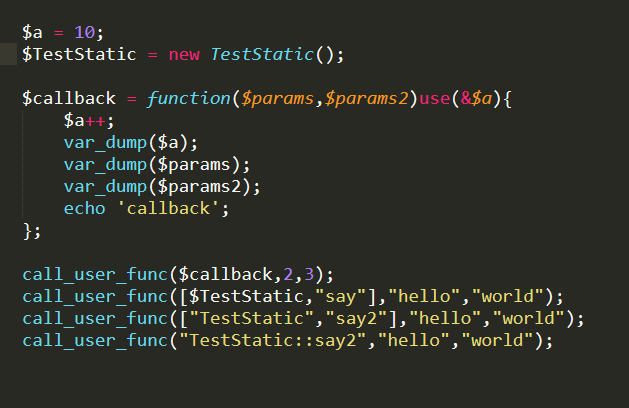 $a = 10;
$TestStatic = new TestStatic();
$callback = function($params,$params2)use(&$a){
$a++;
var_dump($a);
var_dump($params);
var_dump($params2);
echo 'callback';
};
call_user_func($callback,2,3);
call_user_func([$TestStatic,"say"],"hello","world");
call_user_func(["TestStatic","say2"],"hello","world");
call_user_func("TestStatic::say2","hello","world");